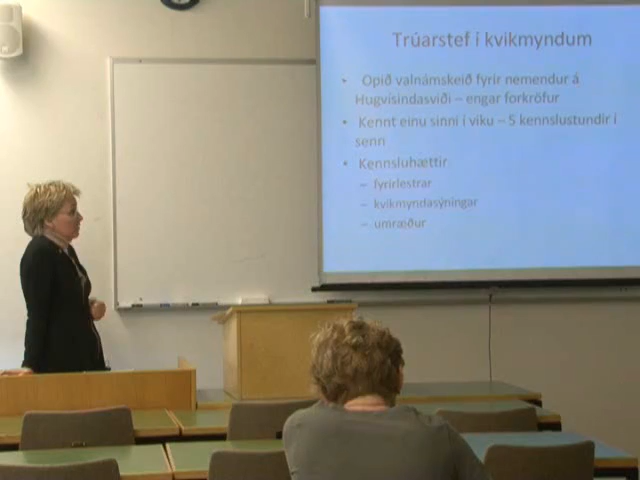 Trúarstef í kvikmyndum
• Opið valnámskeið fyrir nemendur á
Hugvísindasviði – engar forkröfur
• Kennt einu sinni í viku – 5 kennslustundir í
senn
• Kennsluhættir
– fyrirlestrar
– kvikmyndasýningar
– umræður